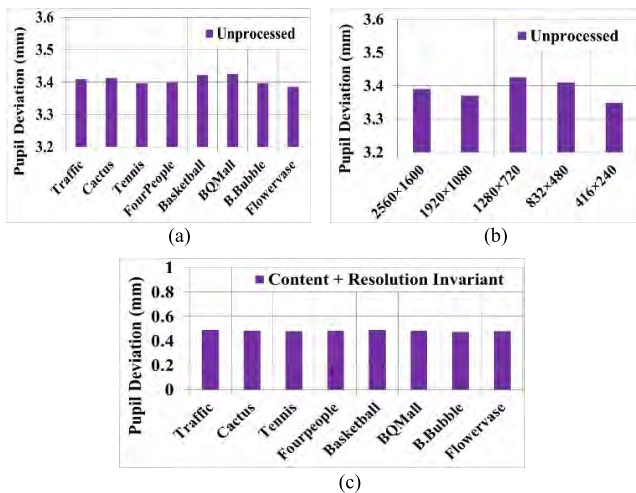 3.6
3.5
3.4
3.3
3.2
Pupil Deviation (mm)
Unprocessed
Traffic
Cactus
Tennis
FourPeople
Basketball
BQMall
B.Bubble
Flowervase
(a)
3.6
3.5
3.4
3.3
3.2
Pupil Deviation (mm)
Unprocessed
2560×1600
1920×1080
1280×720
832×480
416×240
(b)
1
0.8
0.6
0.4
0.2
0
Pupil Deviation (mm)
Content + Resolution Invariant
Traffic
Cactus
Tennis
Fourpeople
Basketball
BQMall
B.Bubble
Flowervase
(c)